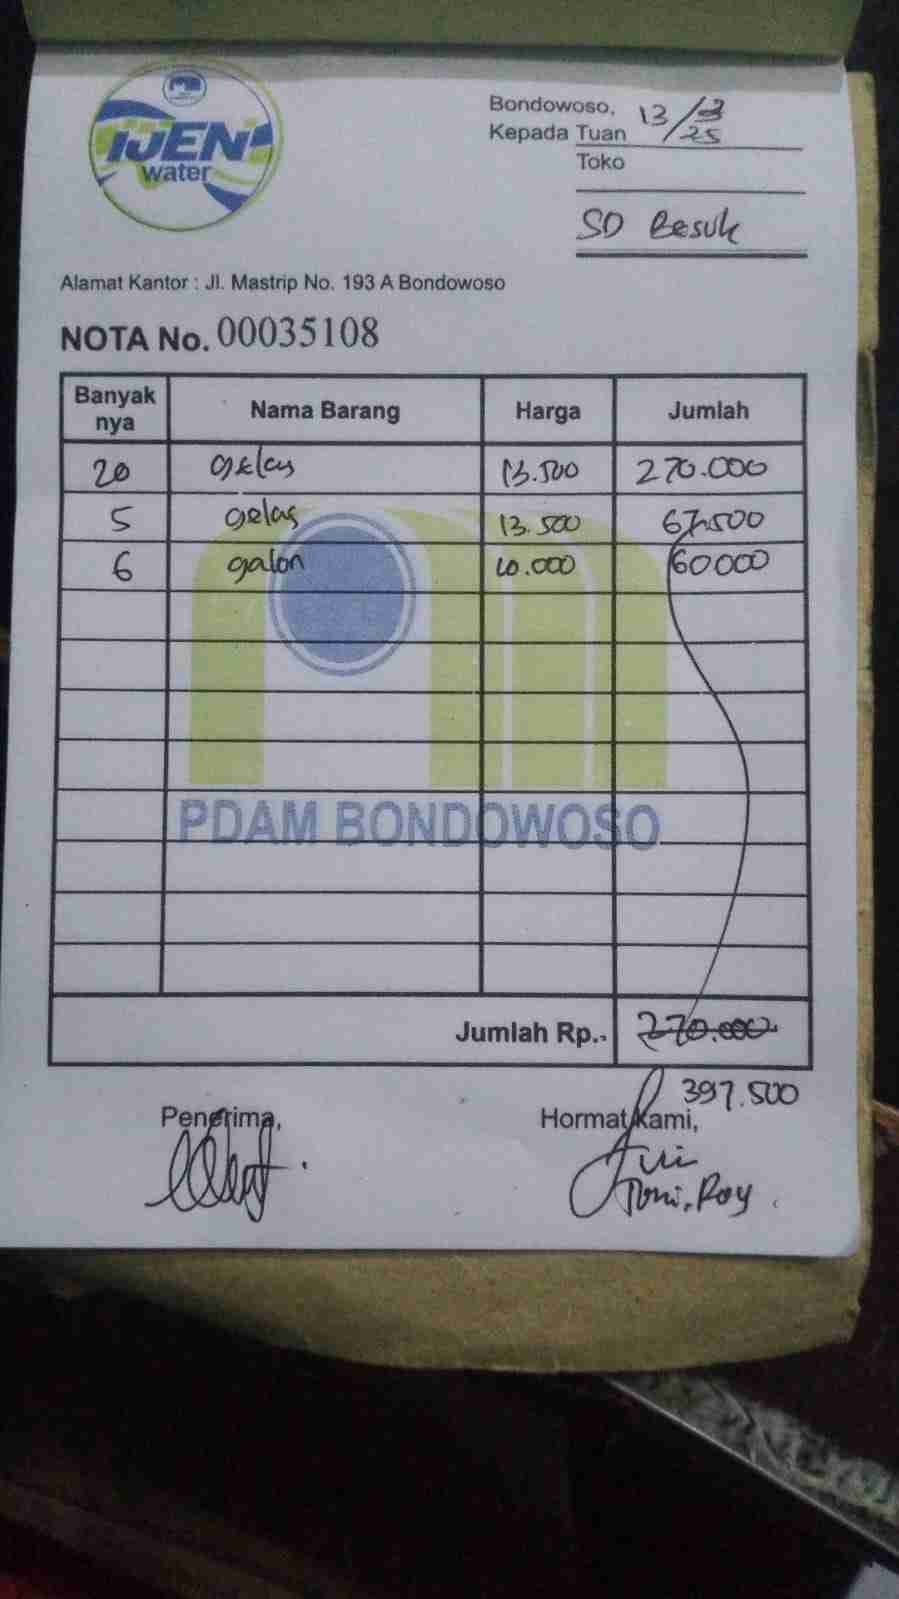 IJEN
water
Bondowoso, 13/3
Kepada Tuan /25
Toko
SD Besuk
Alamat Kantor : Jl. Mastrip No. 193 A Bondowoso
NOTA No. 00035108
Banyak nya Nama Barang Harga Jumlah
20 gelas 13.500 270.000
5 gelas 13.500 67.500
6 galon 10.000 60000
PDAM BONDOWOSO
Jumlah Rp.- 270.000
397.500
Penerima, Hormat Kami,
Toni, Roy